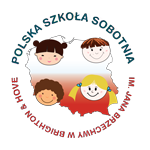 POLSKA SZKOŁA SOBOTNIA
IM. JANA BRZECHWY W BRIGHTON & HOVE